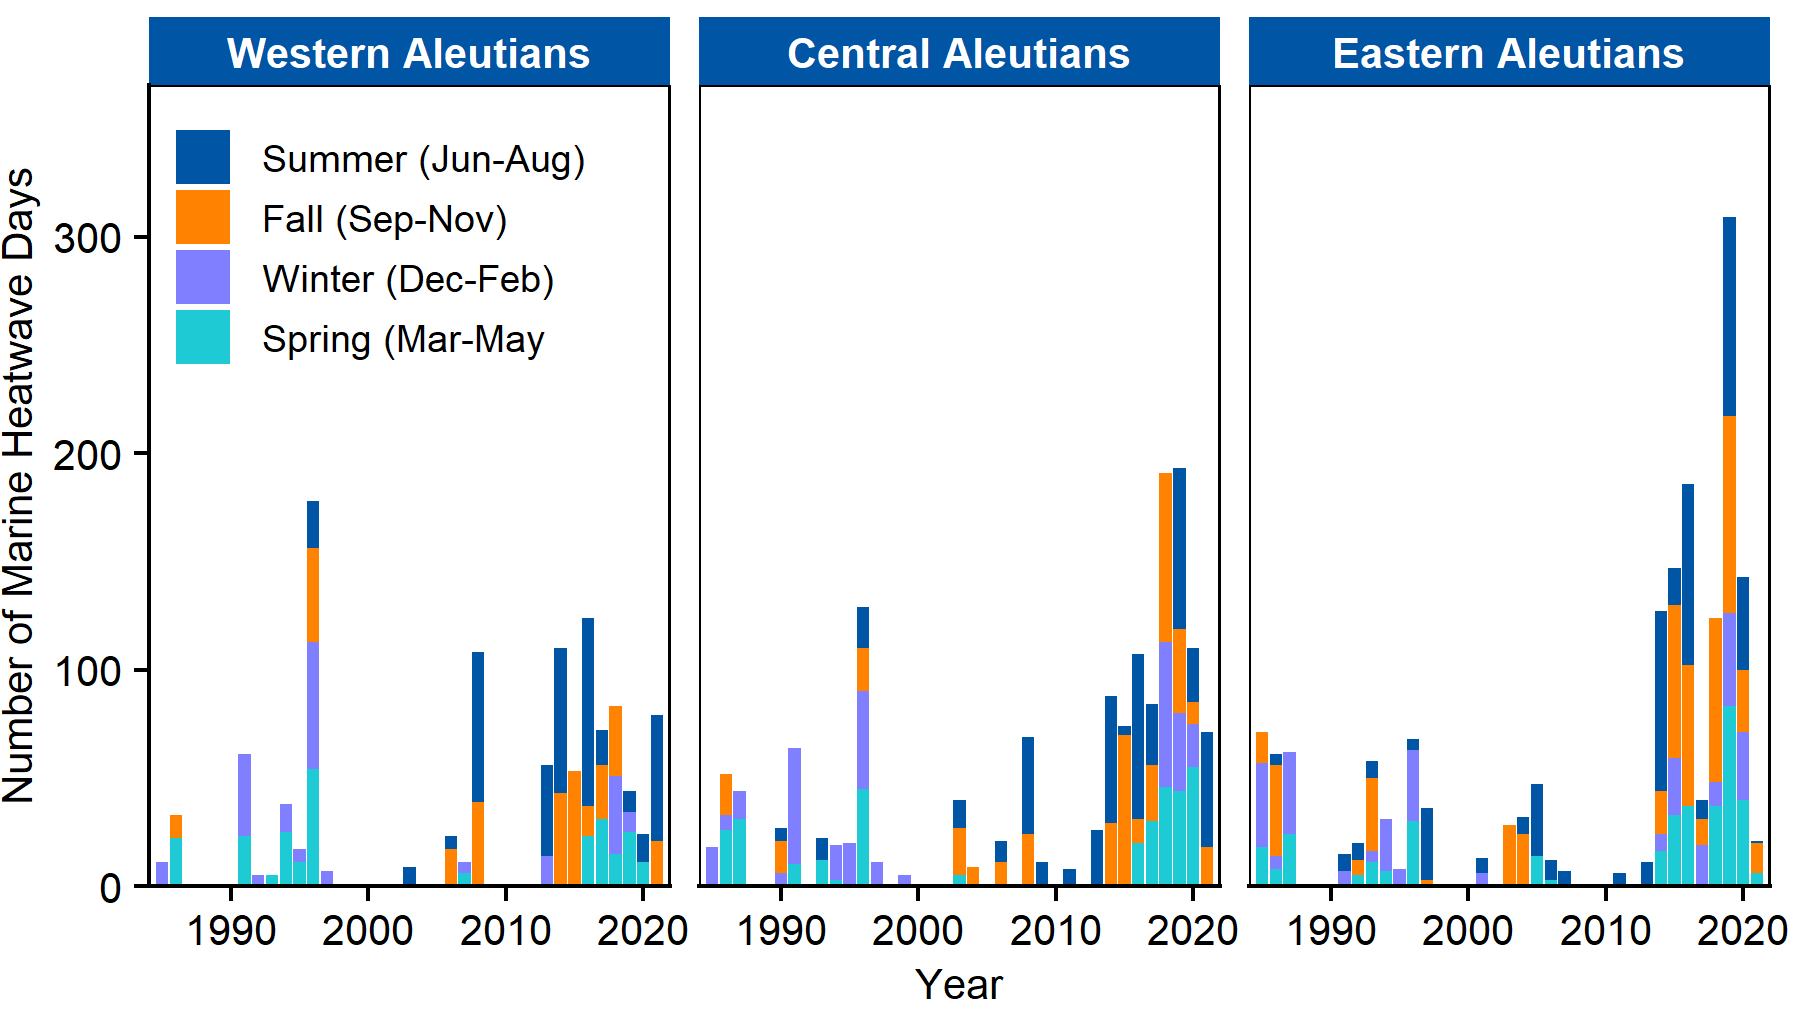 Western Aleutians
Central Aleutians
Eastern Aleutians
Summer (Jun-Aug)
Fall (Sep-Nov)
Winter (Dec-Feb)
Spring (Mar-May
Number of Marine Heatwave Days
300
200
100
0
1990 2000 2010 2020
1990 2000 2010 2020
1990 2000 2010 2020
Year